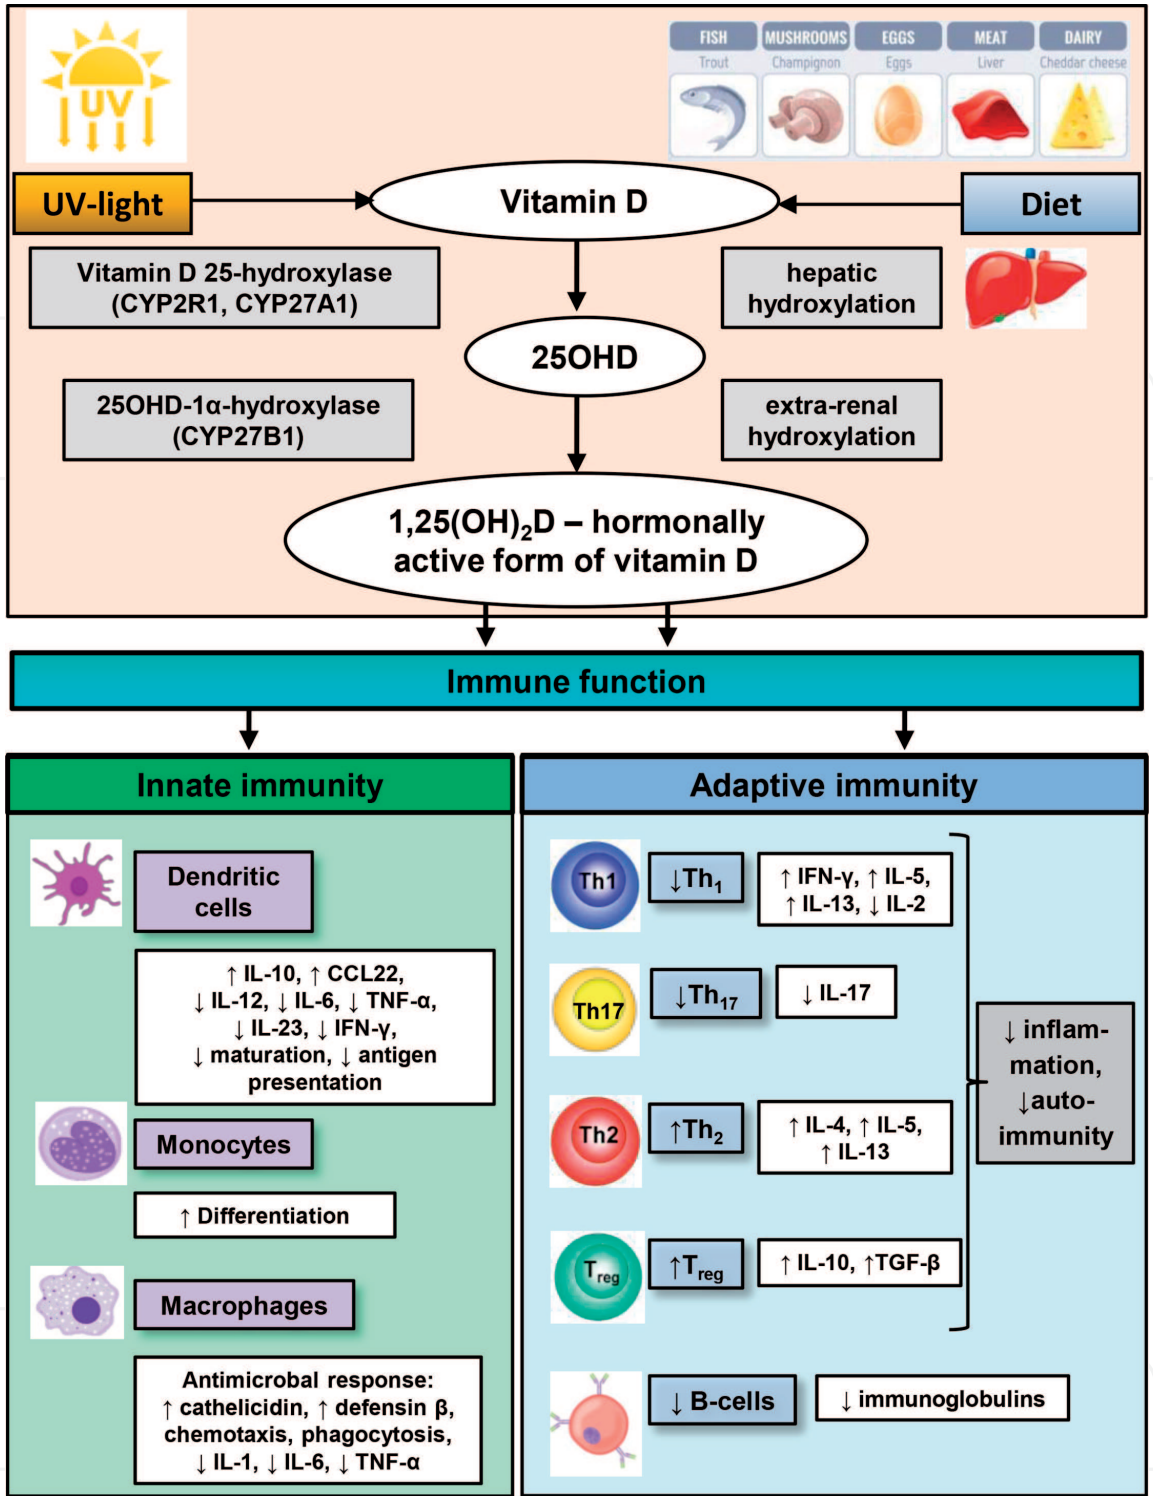 UV
FISH
MUSHROOMS
EGGS
MEAT
DAIRY
Trout
Champignon
Eggs
Liver
Cheddar cheese
UV-light
Vitamin D
Diet
Vitamin D 25-hydroxylase
(CYP2R1, CYP27A1)
hepatic
hydroxylation
25OHD
25OHD-1α-hydroxylase
(CYP27B1)
extra-renal
hydroxylation
1,25(OH)₂D – hormonally
active form of vitamin D
Immune function
Innate immunity
Dendritic
cells
↑ IL-10, ↑ CCL22,
↓ IL-12, ↓ IL-6, ↓ TNF-α,
↓ IL-23, ↓ IFN-γ,
↓ maturation, ↓ antigen
presentation
Monocytes
↑ Differentiation
Macrophages
Antimicrobial response:
↑ cathelicidin, ↑ defensin β,
chemotaxis, phagocytosis,
↓ IL-1, ↓ IL-6, ↓ TNF-α
Adaptive immunity
Th1
↓Th₁
↑ IFN-γ, ↑ IL-5,
↑ IL-13, ↓ IL-2
Th17
↓Th₁₇
↓ IL-17
Th2
↑Th₂
↑ IL-4, ↑ IL-5,
↑ IL-13
Treg
↑Treg
↑ IL-10, ↑TGF-β
↓ inflam-
mation,
↓auto-
immunity
↓ B-cells
↓ immunoglobulins